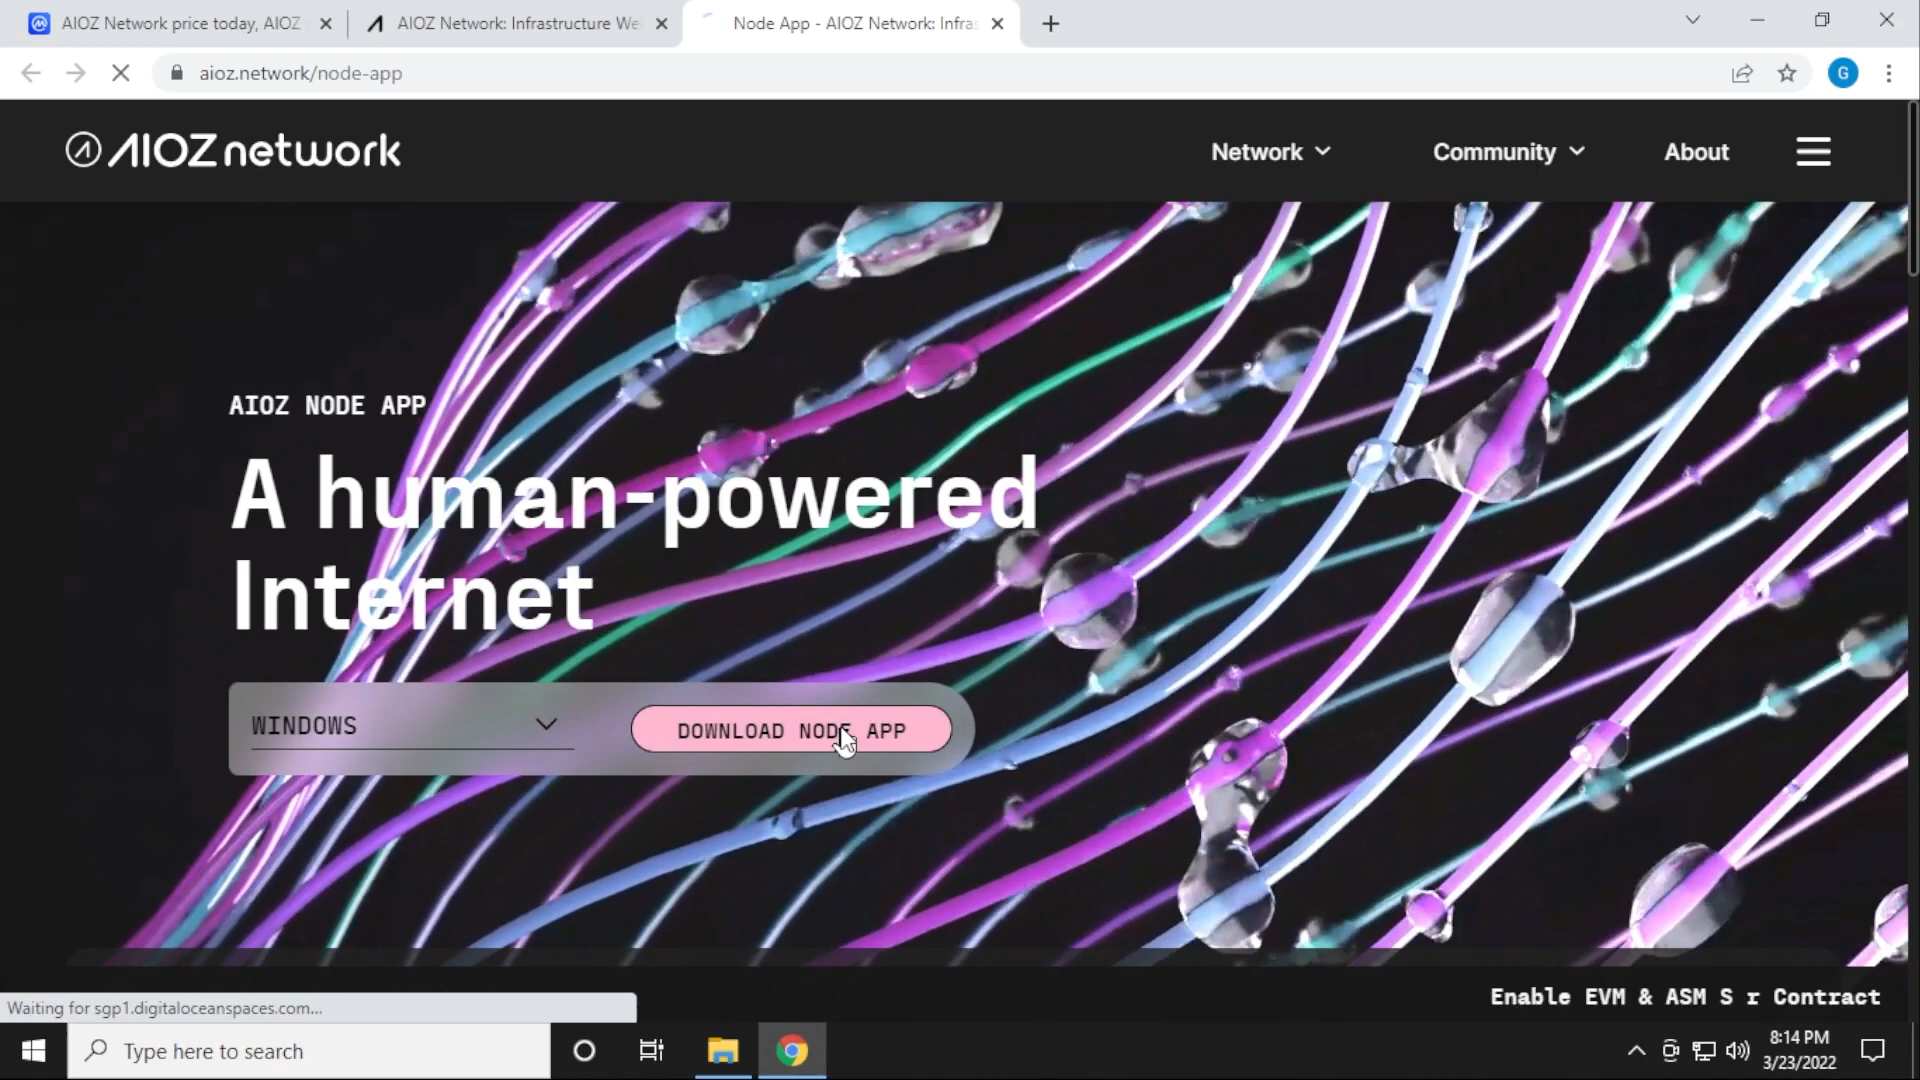 AIOZ Network price today, AIOZ
AIOZ Network: Infrastructure We
Node App - AIOZ Network: Infras
aioz.network/node-app
G
AIOZ network
Network
Community
About
AIOZ NODE APP
A human-powered
Internet
WINDOWS
DOWNLOAD NODE APP
Enable EVM & ASM S r Contract
Waiting for sgp1.digitaloceanspaces.com...
Type here to search
8:14 PM
3/23/2022